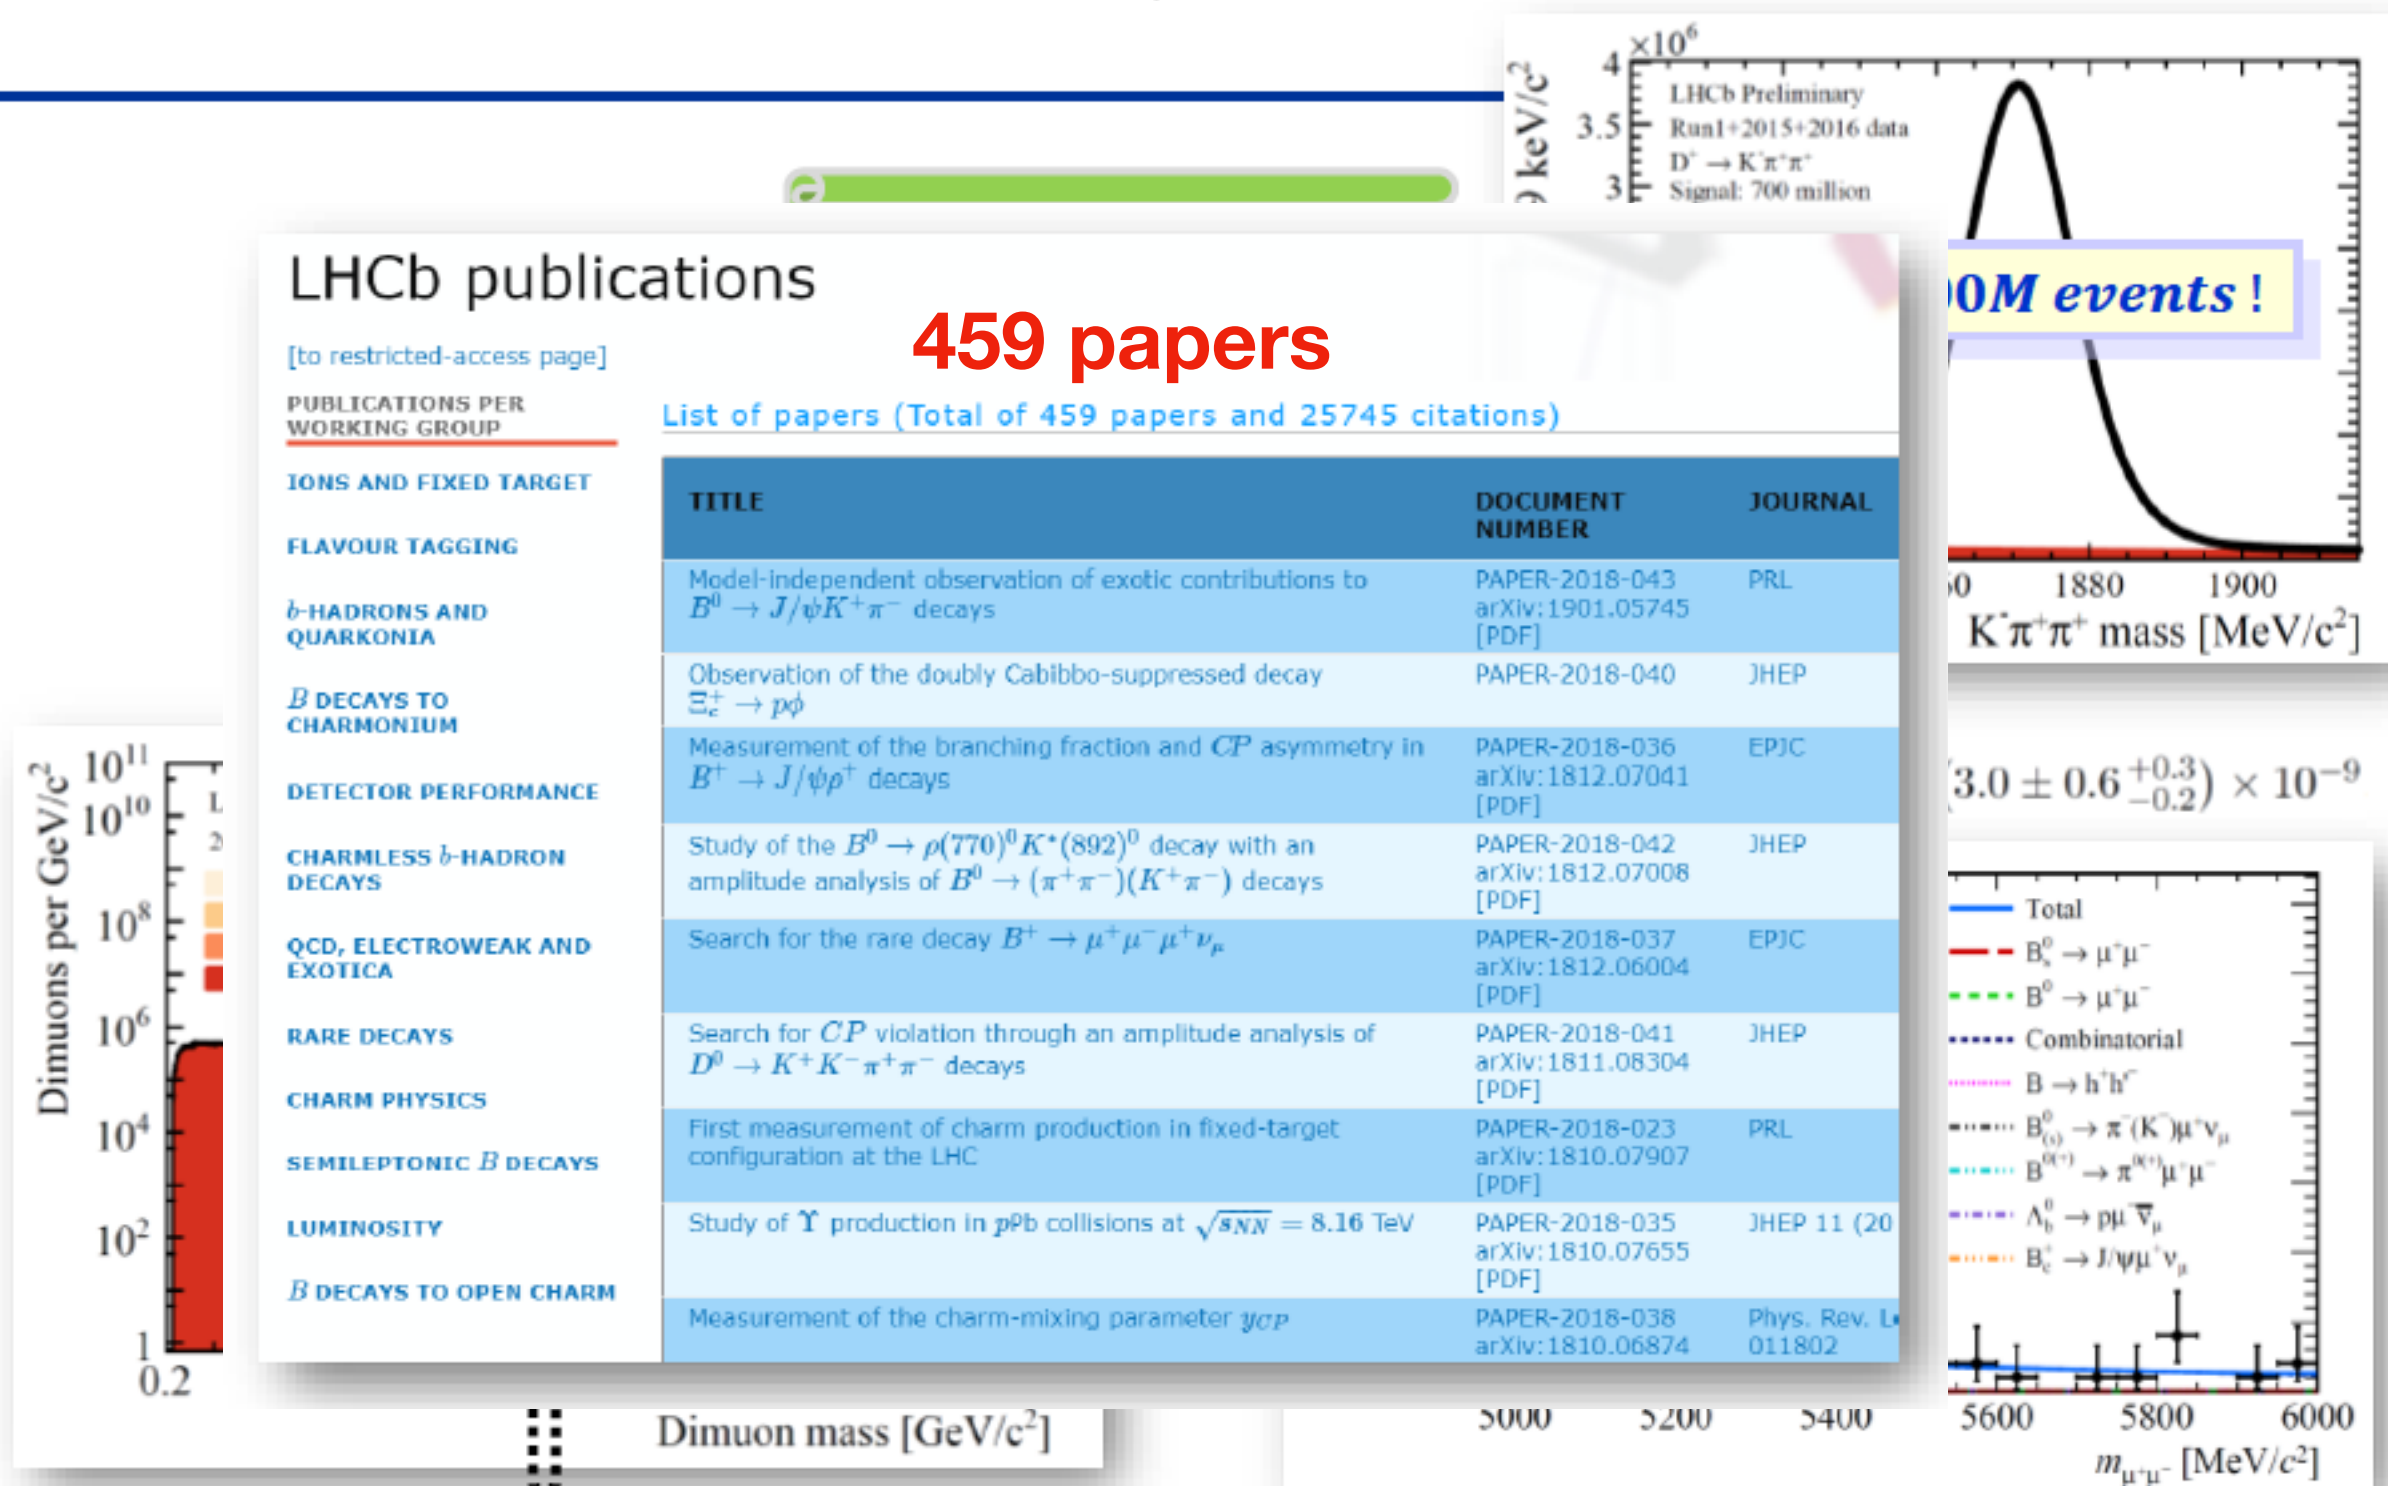 ×10⁶
4
3.5
3
9 keV/c²
LHCb Preliminary
Run1+2015+2016 data
D⁺ → K⁻π⁺π⁺
Signal: 700 million
0M events !
1880 1900
K⁻π⁺π⁺ mass [MeV/c²]
LHCb publications
459 papers
[to restricted-access page]
PUBLICATIONS PER
WORKING GROUP
IONS AND FIXED TARGET
FLAVOUR TAGGING
b-HADRONS AND
QUARKONIA
B DECAYS TO
CHARMONIUM
DETECTOR PERFORMANCE
CHARMLESS b-HADRON
DECAYS
QCD, ELECTROWEAK AND
EXOTICA
RARE DECAYS
CHARM PHYSICS
SEMILEPTONIC B DECAYS
LUMINOSITY
B DECAYS TO OPEN CHARM
List of papers (Total of 459 papers and 25745 citations)
TITLE DOCUMENT NUMBER JOURNAL
Model-independent observation of exotic contributions to PAPER-2018-043 PRL
B⁰ → J/ψK⁺π⁻ decays arXiv:1901.05745
[PDF]
Observation of the doubly Cabibbo-suppressed decay PAPER-2018-040 JHEP
Ξc⁺ → pϕ
Measurement of the branching fraction and CP asymmetry in PAPER-2018-036 EPJC
B⁺ → J/ψρ⁺ decays arXiv:1812.07041
[PDF]
Study of the B⁰ → ρ(770)⁰K*(892)⁰ decay with an PAPER-2018-042 JHEP
amplitude analysis of B⁰ → (π⁺π⁻)(K⁺π⁻) decays arXiv:1812.07008
[PDF]
Search for the rare decay B⁺ → μ⁺μ⁻μ⁺νμ PAPER-2018-037 EPJC
arXiv:1812.06004
[PDF]
Search for CP violation through an amplitude analysis of PAPER-2018-041 JHEP
D⁰ → K⁺K⁻π⁺π⁻ decays arXiv:1811.08304
[PDF]
First measurement of charm production in fixed-target PAPER-2018-023 PRL
configuration at the LHC arXiv:1810.07907
[PDF]
Study of ϒ production in pPb collisions at √sNN = 8.16 TeV PAPER-2018-035 JHEP 11 (20
arXiv:1810.07655
[PDF]
Measurement of the charm-mixing parameter yCP PAPER-2018-038 Phys. Rev. L
arXiv:1810.06874 011802
Dimuons per GeV/c²
10¹¹
10¹⁰
10⁸
10⁶
10⁴
10²
1
0.2
Dimuon mass [GeV/c²]
(3.0 ± 0.6 +0.3 −0.2) × 10⁻⁹
Total
Bs⁰ → μ⁺μ⁻
B⁰ → μ⁺μ⁻
Combinatorial
B → h⁺h'⁻
B(s)⁰ → π⁻(K⁻)μ⁺νμ
B⁰⁽⁺⁾ → π⁰⁽⁺⁾μ⁺μ⁻
Λb⁰ → pμ⁻ν̄μ
Bc⁺ → J/ψμ⁺νμ
5000 5200 5400 5600 5800 6000
mμ⁺μ⁻ [MeV/c²]